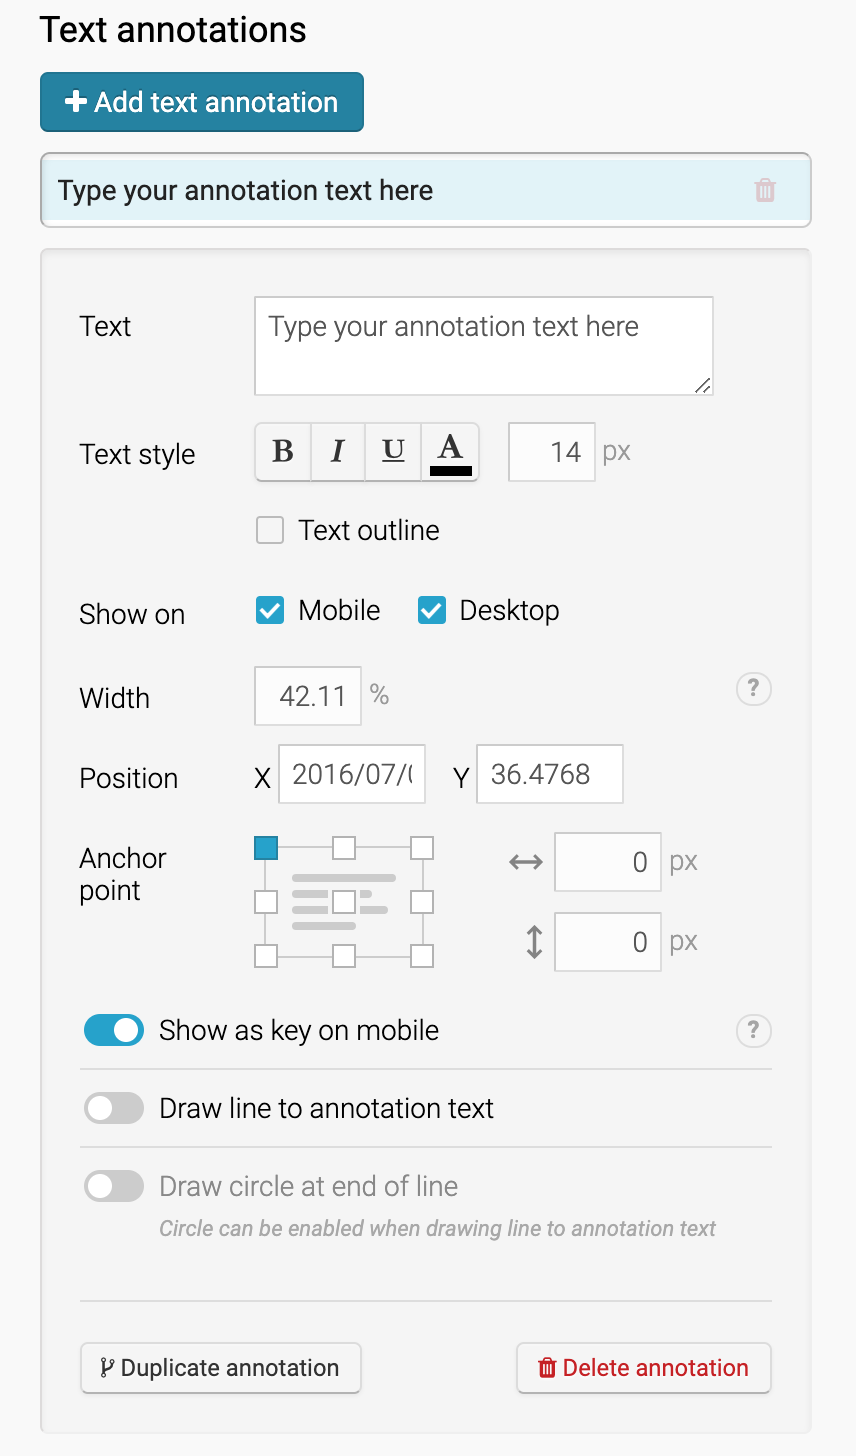 Text annotations
Add text annotation
Type your annotation text here
Text
Type your annotation text here
Text style
B I U A 14 px
Text outline
Show on
Mobile Desktop
Width
42.11 %
?
Position
X 2016/07/ Y 36.4768
Anchor
point
0 px
0 px
Show as key on mobile
?
Draw line to annotation text
Draw circle at end of line
Circle can be enabled when drawing line to annotation text
Duplicate annotation
Delete annotation